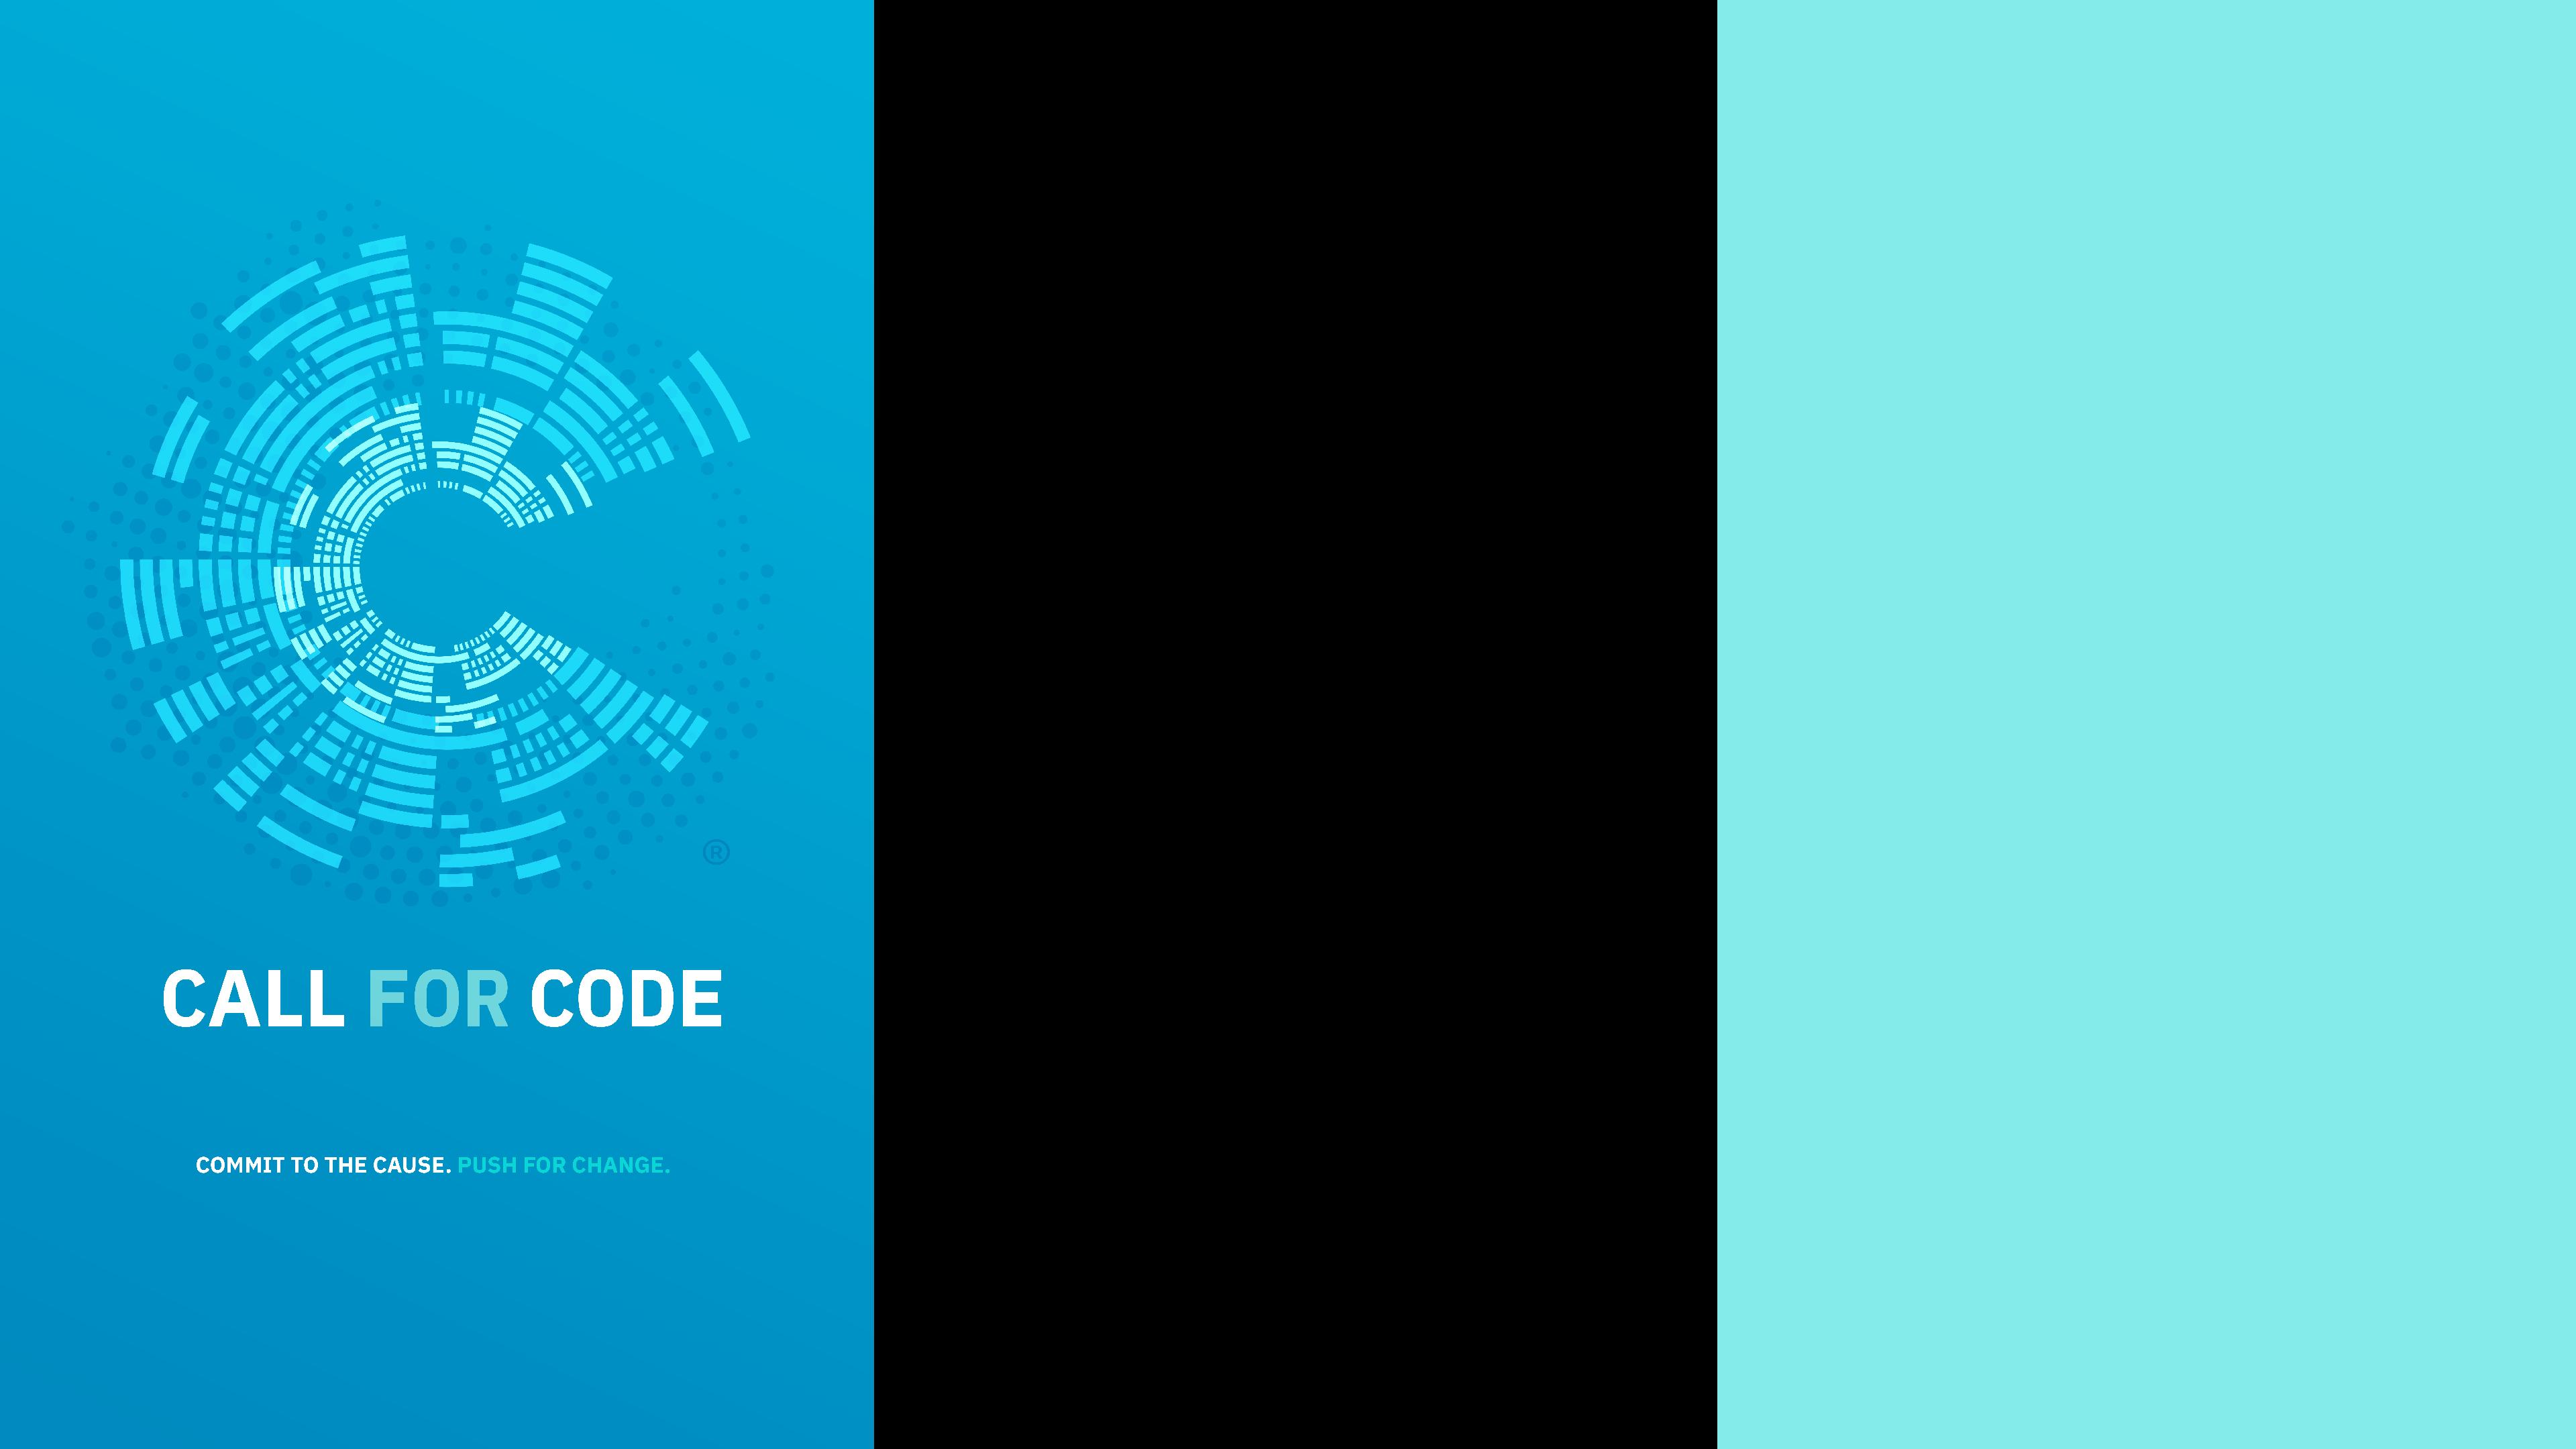 ®
CALL FOR CODE
COMMIT TO THE CAUSE. PUSH FOR CHANGE.